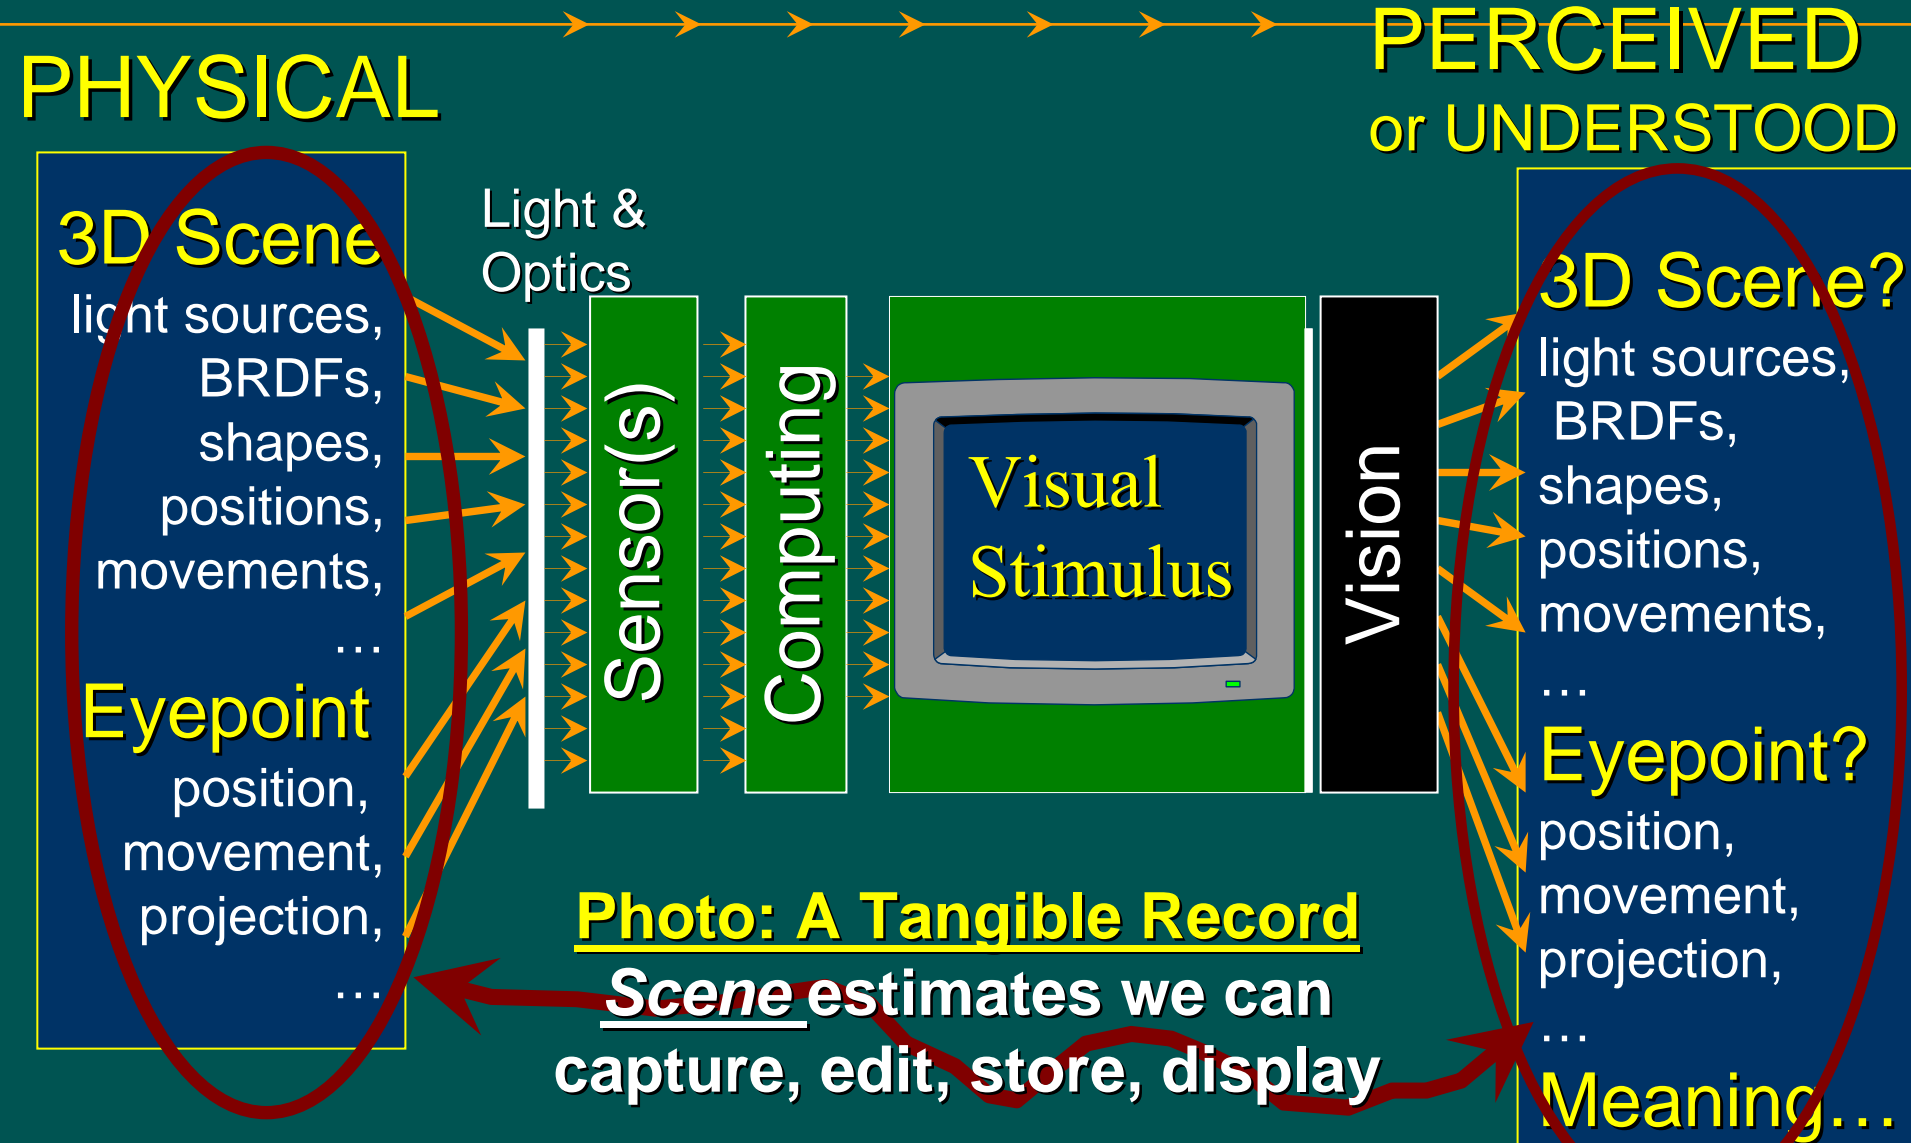 PHYSICAL
PERCEIVED
or UNDERSTOOD
3D Scene
light sources,
BRDFs,
shapes,
positions,
movements,
…
Eyepoint
position,
movement,
projection,
…
Light &
Optics
Sensor(s)
Computing
Visual
Stimulus
Vision
3D Scene?
light sources,
BRDFs,
shapes,
positions,
movements,
…
Eyepoint?
position,
movement,
projection,
…
Meaning…
Photo: A Tangible Record
Scene estimates we can
capture, edit, store, display